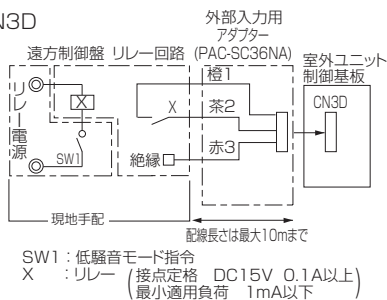 N3D
外部入力用
アダプター
遠方制御盤 リレー回路 (PAC-SC36NA)
室外ユニット
制御基板
橙1
リレー電源
X
X
茶2
CN3D
赤3
SW1
絶縁
現地手配
配線長さは最大10mまで
SW1:低騒音モード指令
X :リレー (接点定格 DC15V 0.1A以上
最小適用負荷 1mA以下)